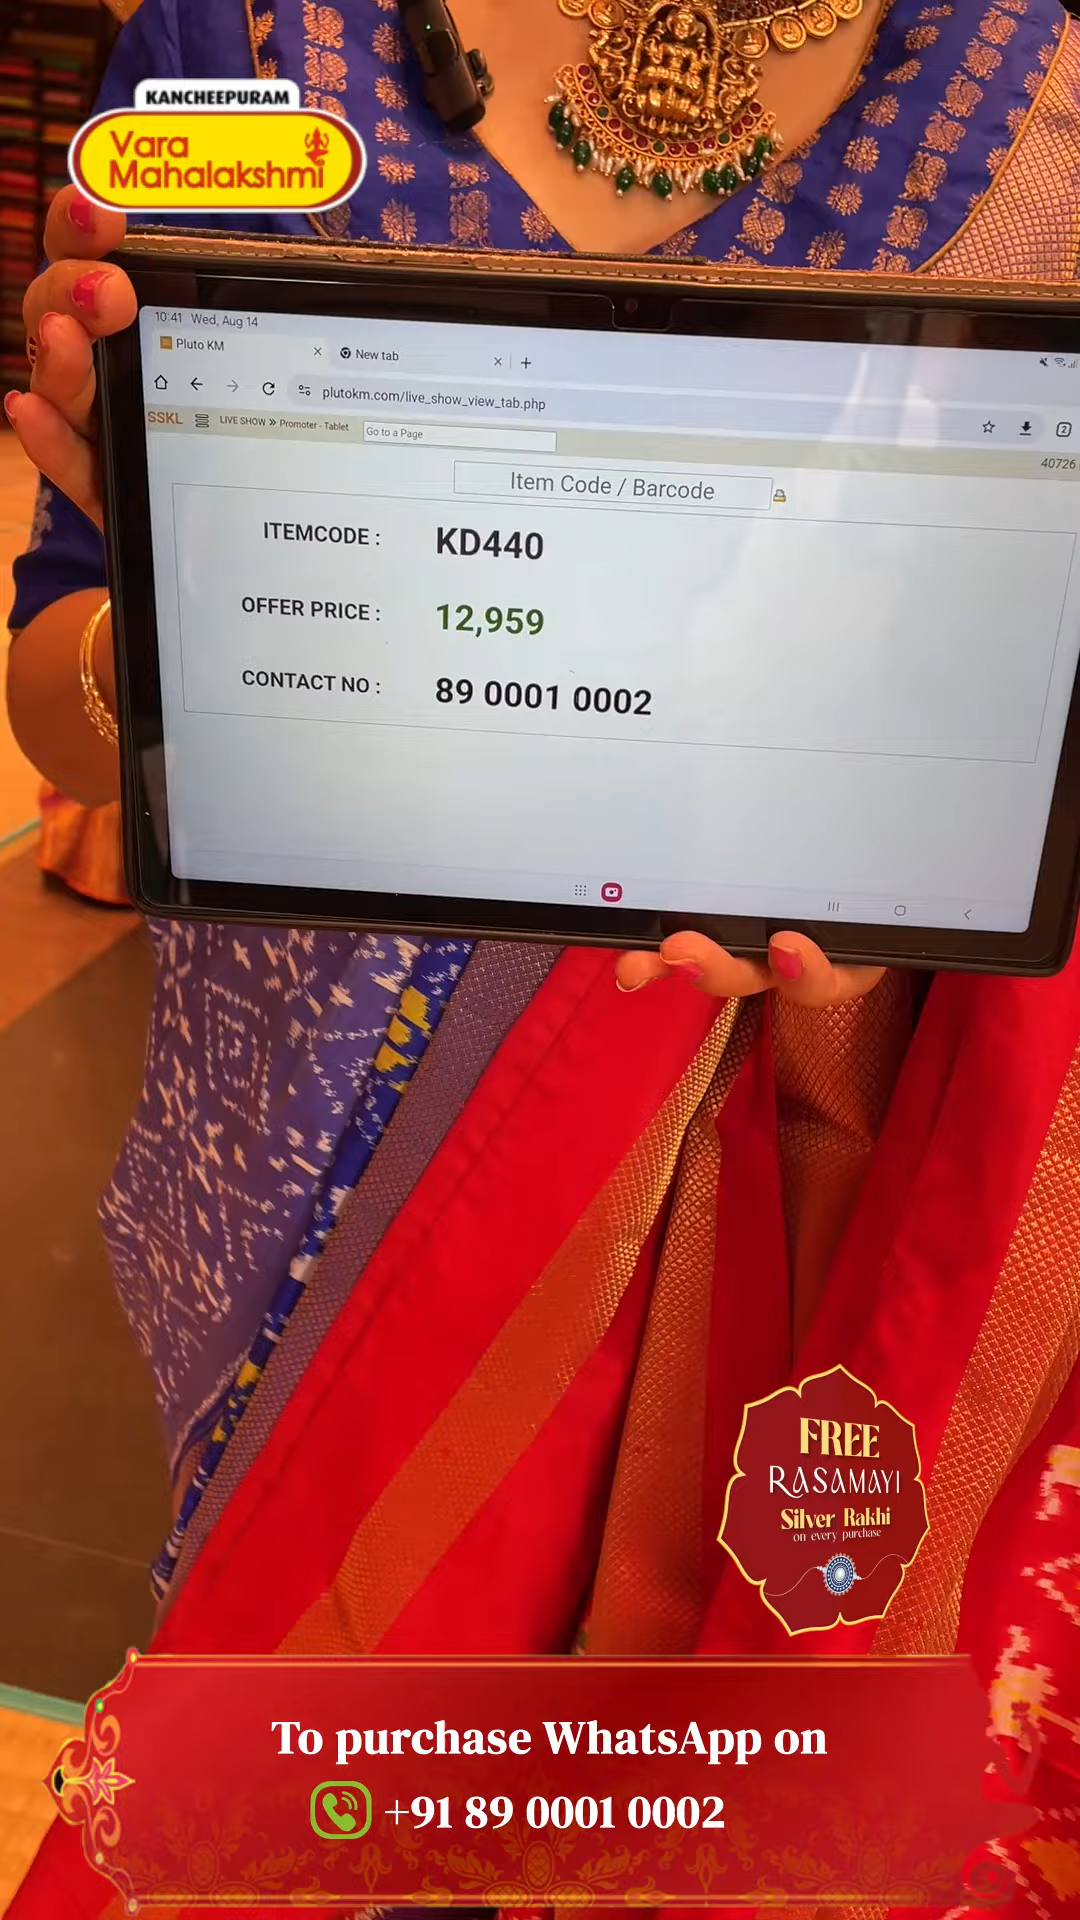 KANCHEEPURAM
Vara
Mahalakshmi
10:41 Wed, Aug 14
Pluto KM
New tab
plutokm.com/live_show_view_tab.php
2
SSKL
LIVE SHOW » Promoter - Tablet
Go to a Page
40726
Item Code / Barcode
ITEMCODE : KD440
OFFER PRICE : 12,959
CONTACT NO : 89 0001 0002
FREE
RASAMAYI
Silver Rakhi
on every purchase
To purchase WhatsApp on
+91 89 0001 0002